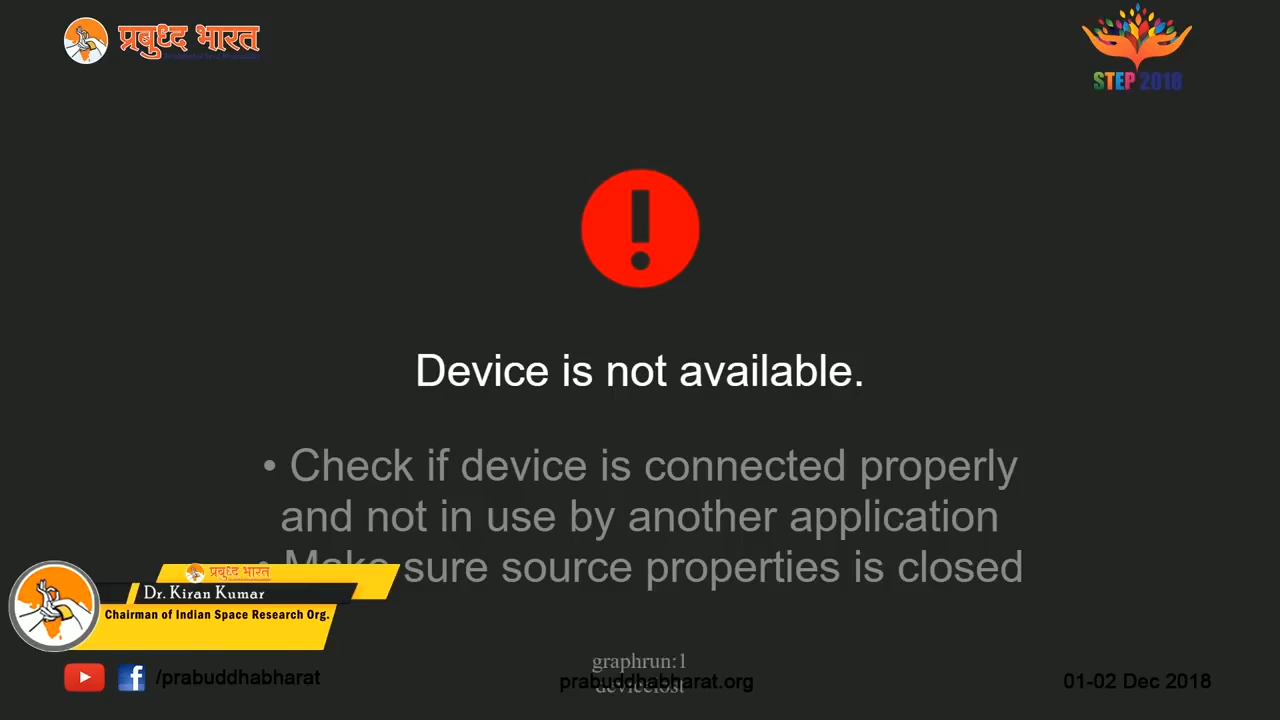 प्रबुध्द भारत
STEP 2018
Device is not available.
• Check if device is connected properly
and not in use by another application
• Make sure source properties is closed
प्रबुध्द भारत
Dr. Kiran Kumar
Chairman of Indian Space Research Org.
/prabuddhabharat
graphrun:1
prabuddhabharat.org
devicelost
01-02 Dec 2018